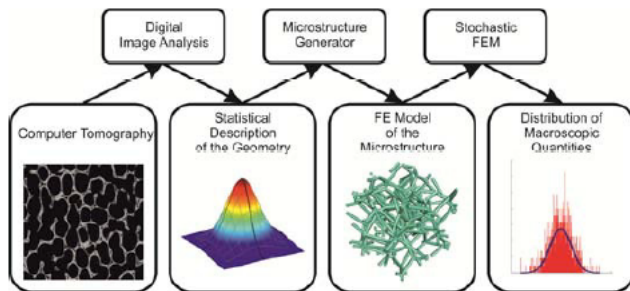 Digital
Image Analysis
Microstructure
Generator
Stochastic
FEM
Computer Tomography
Statistical
Description
of the Geometry
FE Model
of the
Microstructure
Distribution of
Macroscopic
Quantities